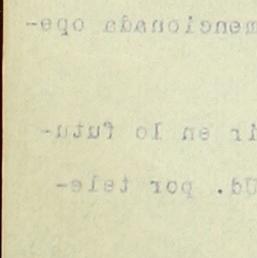 mencionada ope-
ir en lo futu-
Ud. por tele-